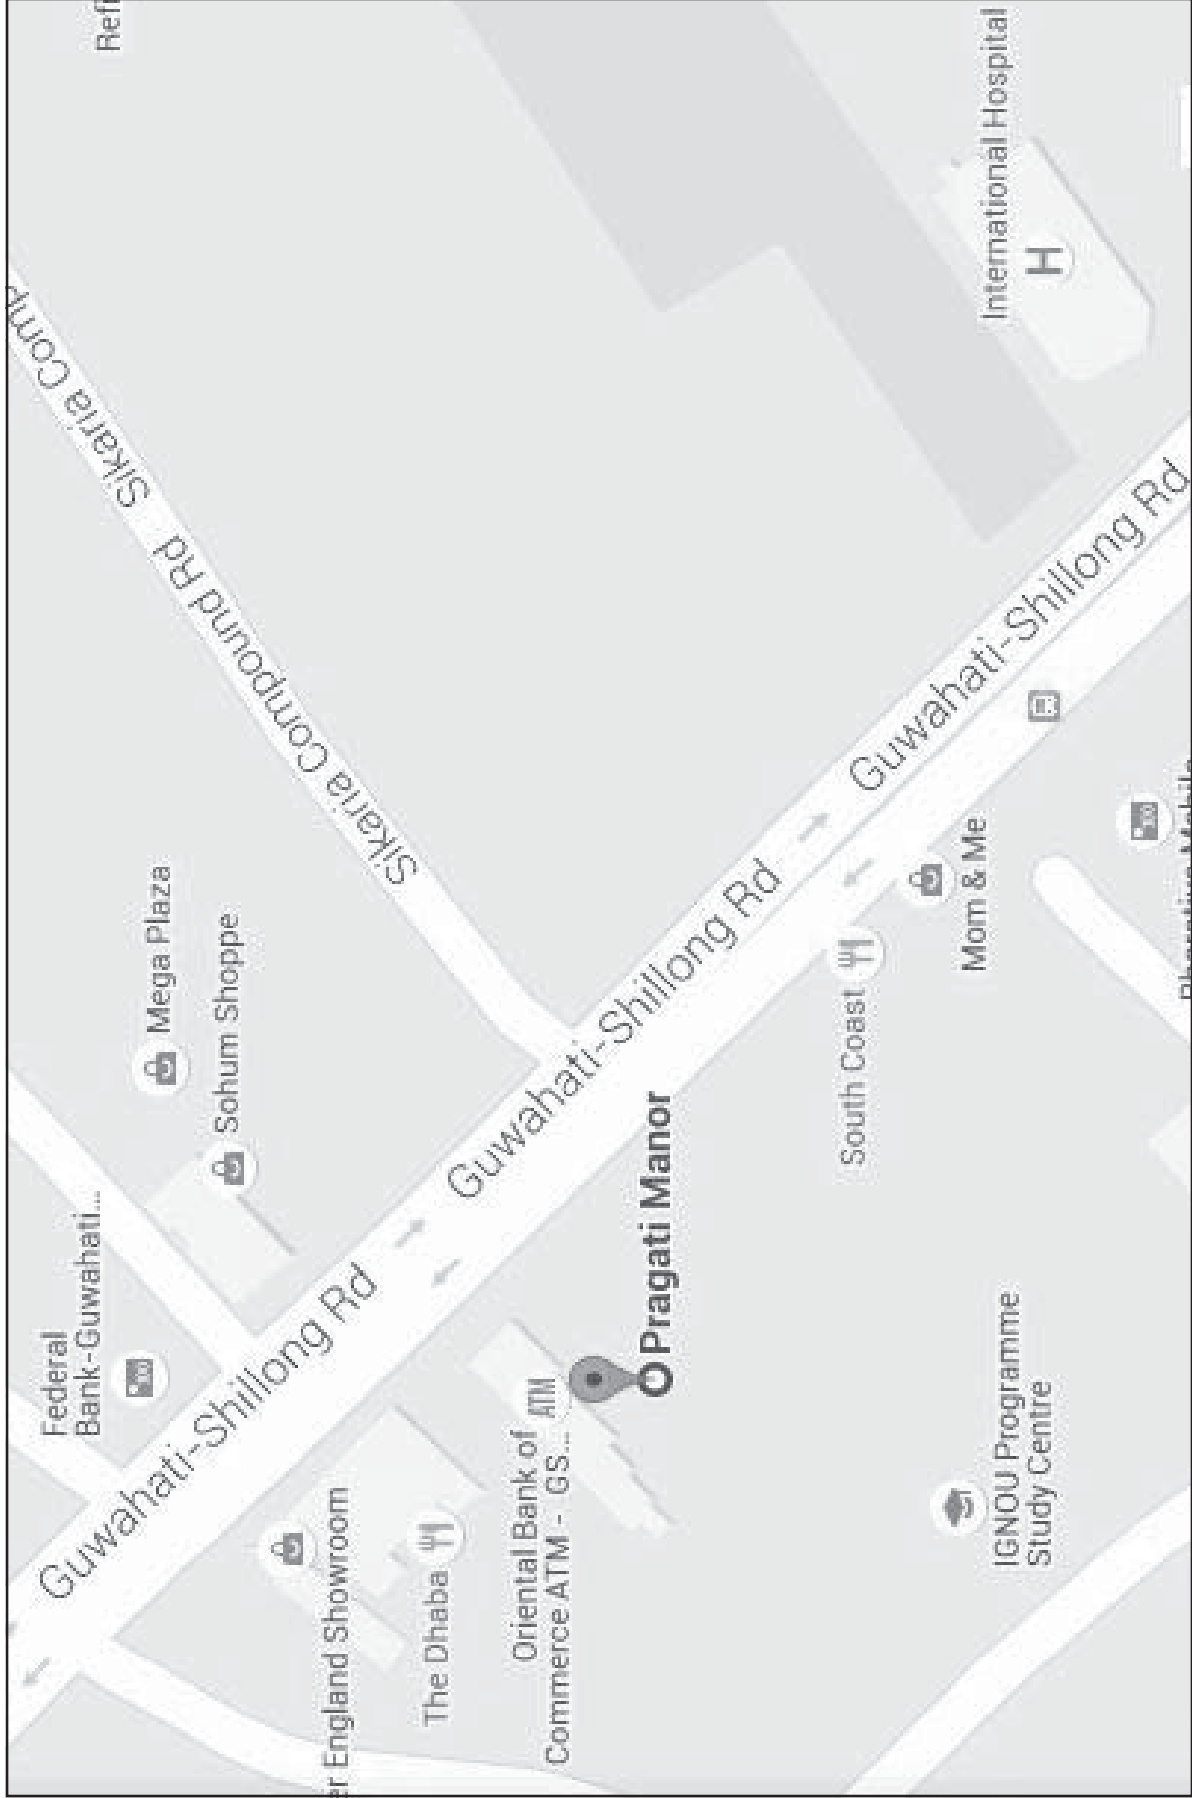 Federal
Bank-Guwahati...
Refi
Sikaria Comp
Guwahati-Shillong Rd
Mega Plaza
Sohum Shoppe
Sikaria Compound Rd
er England Showroom
The Dhaba
Guwahati-Shillong Rd
Oriental Bank of
Commerce ATM - GS...
ATM
Pragati Manor
South Coast
Guwahati-Shillong Rd
Mom & Me
International Hospital
H
IGNOU Programme
Study Centre